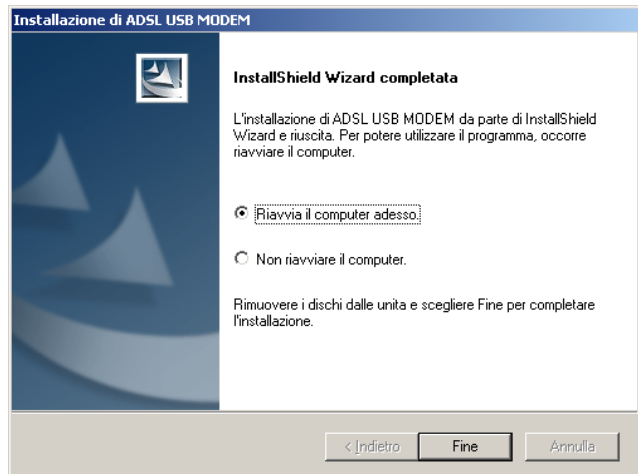 Installazione di ADSL USB MODEM
InstallShield Wizard completata
L'installazione di ADSL USB MODEM da parte di InstallShield
Wizard e riuscita. Per potere utilizzare il programma, occorre
riavviare il computer.
Riavvia il computer adesso.
Non riavviare il computer.
Rimuovere i dischi dalle unita e scegliere Fine per completare
l'installazione.
< Indietro
Fine
Annulla